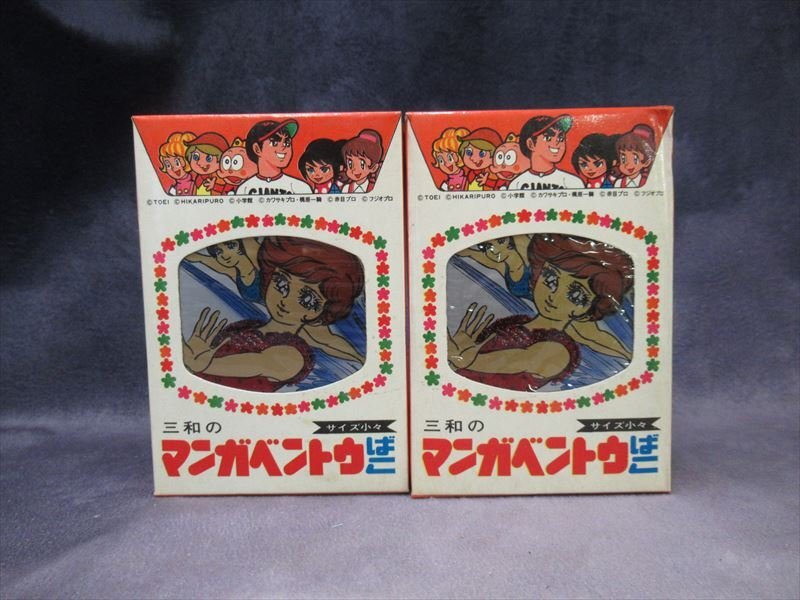 GIANTS
©TOEI ©HIKARIPURO ©小学館 ©カワサキプロ・梶原一騎 ©赤目プロ ©フジオプロ
三和の
サイズ小々
マンガベントウばこ
GIANTS
©TOEI ©HIKARIPURO ©小学館 ©カワサキプロ・梶原一騎 ©赤目プロ ©フジオプロ
三和の
サイズ小々
マンガベントウばこ